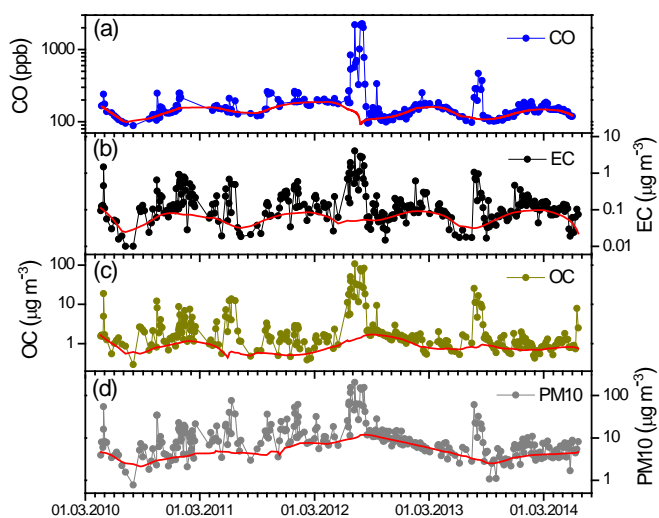 (a)
CO
1000
100
CO (ppb)
(b)
EC
10
1
0.1
0.01
EC (µg m⁻³)
(c)
OC
100
10
1
OC (µg m⁻³)
(d)
PM10
100
10
1
PM10 (µg m⁻³)
01.03.2010 01.03.2011 01.03.2012 01.03.2013 01.03.2014